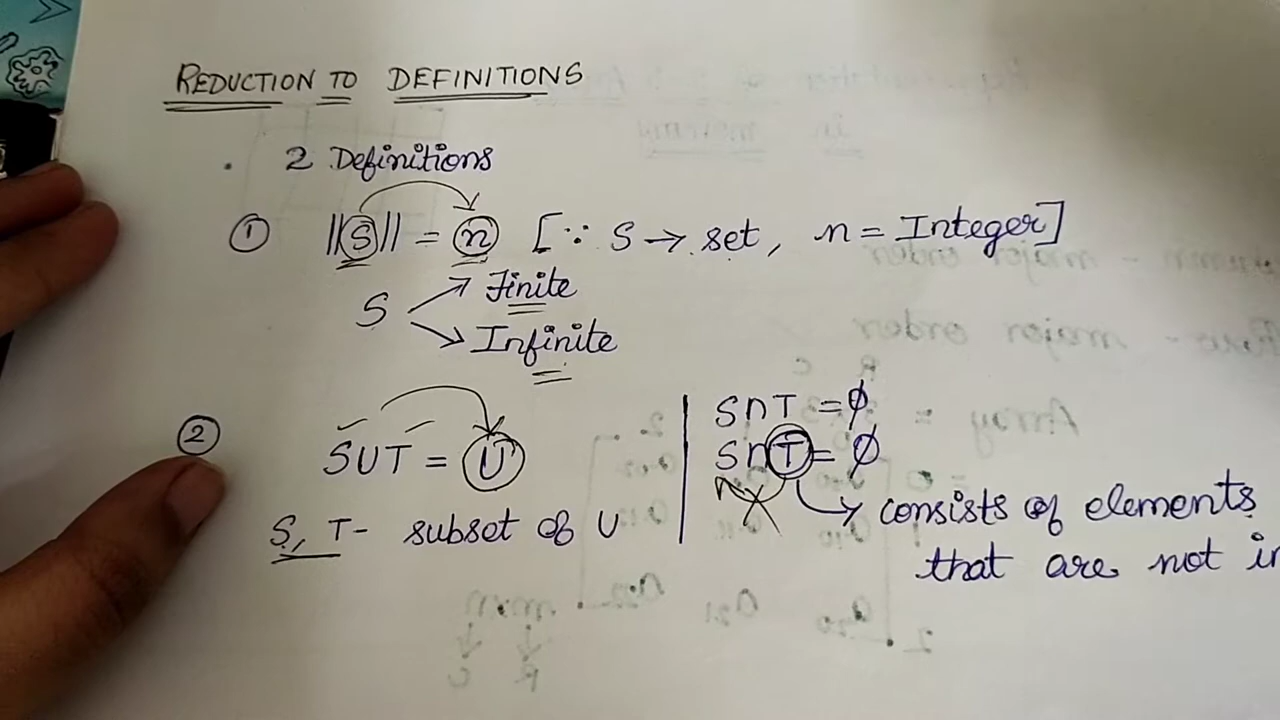 REDUCTION TO DEFINITIONS
. 2 Definitions
① ||S|| = n [∵ S → set, n = Integer]
S → Finite
→ Infinite
② S∪T = U
S, T - subset of U
S∩T = ∅
S∩T = ∅
→ consists of elements
that are not in